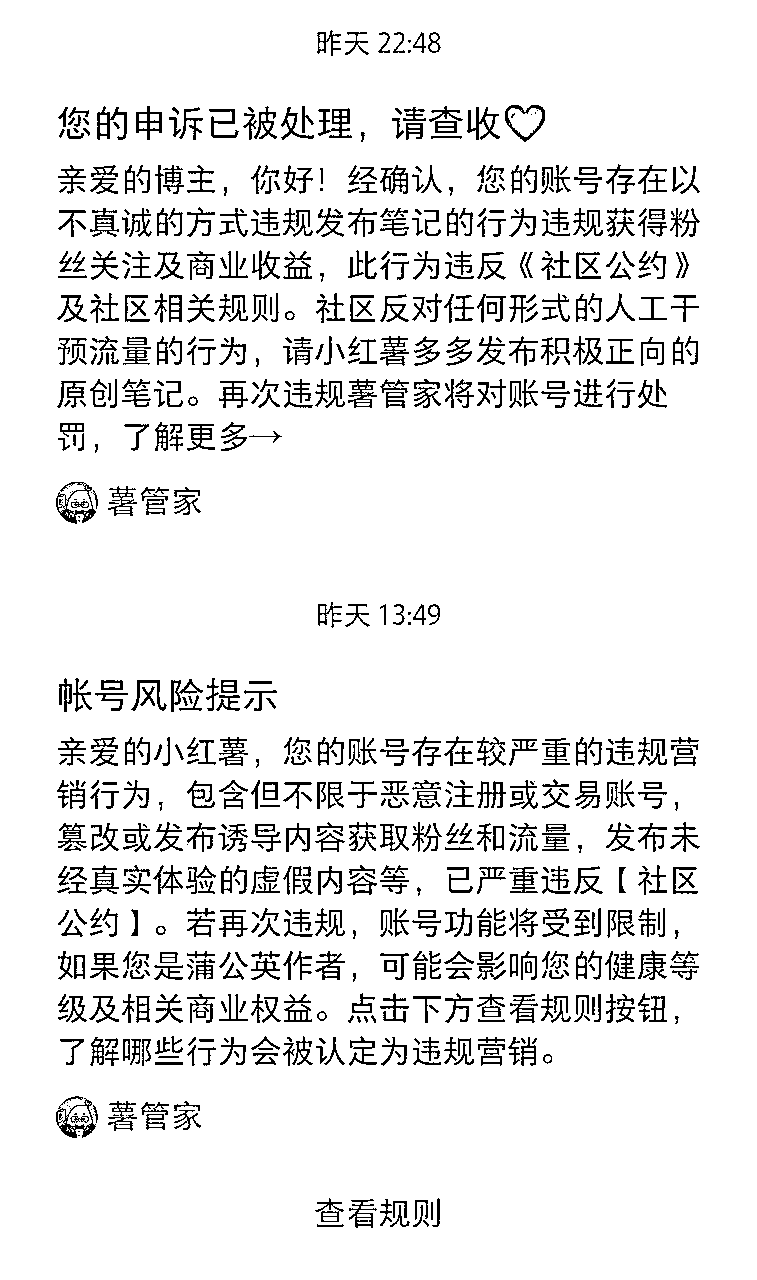 昨天 22:48
您的申诉已被处理，请查收♡
亲爱的博主，你好！经确认，您的账号存在以
不真诚的方式违规发布笔记的行为违规获得粉
丝关注及商业收益，此行为违反《社区公约》
及社区相关规则。社区反对任何形式的人工干
预流量的行为，请小红薯多多发布积极正向的
原创笔记。再次违规薯管家将对账号进行处
罚，了解更多→
薯管家
昨天 13:49
帐号风险提示
亲爱的小红薯，您的账号存在较严重的违规营
销行为，包含但不限于恶意注册或交易账号，
篡改或发布诱导内容获取粉丝和流量，发布未
经真实体验的虚假内容等，已严重违反【社区
公约】。若再次违规，账号功能将受到限制，
如果您是蒲公英作者，可能会影响您的健康等
级及相关商业权益。点击下方查看规则按钮，
了解哪些行为会被认定为违规营销。
薯管家
查看规则